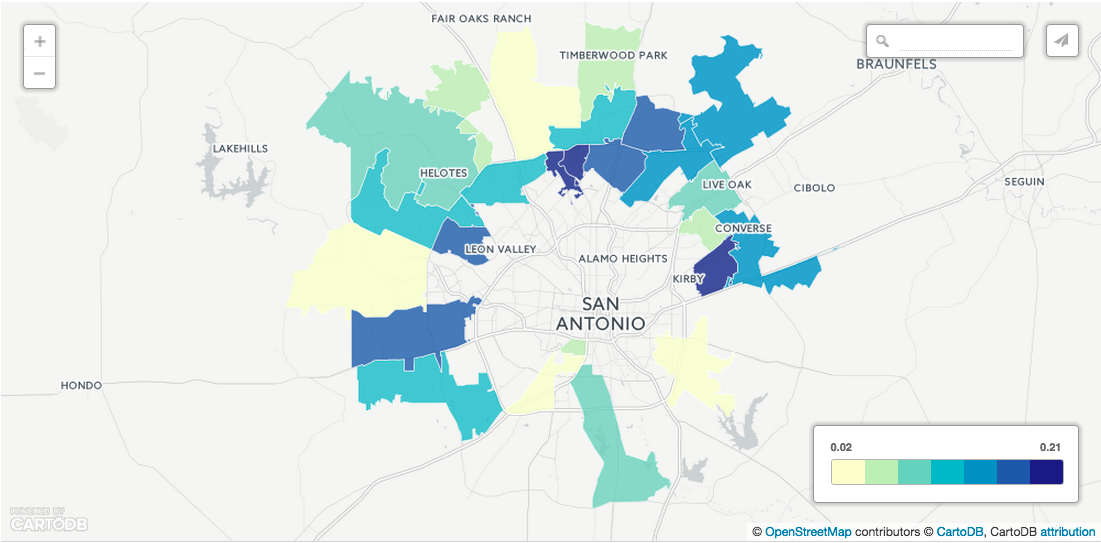 FAIR OAKS RANCH
+
TIMBERWOOD PARK
−
BRAUNFELS
LAKEHILLS
HELOTES
LIVE OAK
CIBOLO
SEGUIN
CONVERSE
LEON VALLEY
ALAMO HEIGHTS
KIRBY
SAN
ANTONIO
HONDO
0.02 0.21
POWERED BY
CARTODB
© OpenStreetMap contributors © CartoDB, CartoDB attribution